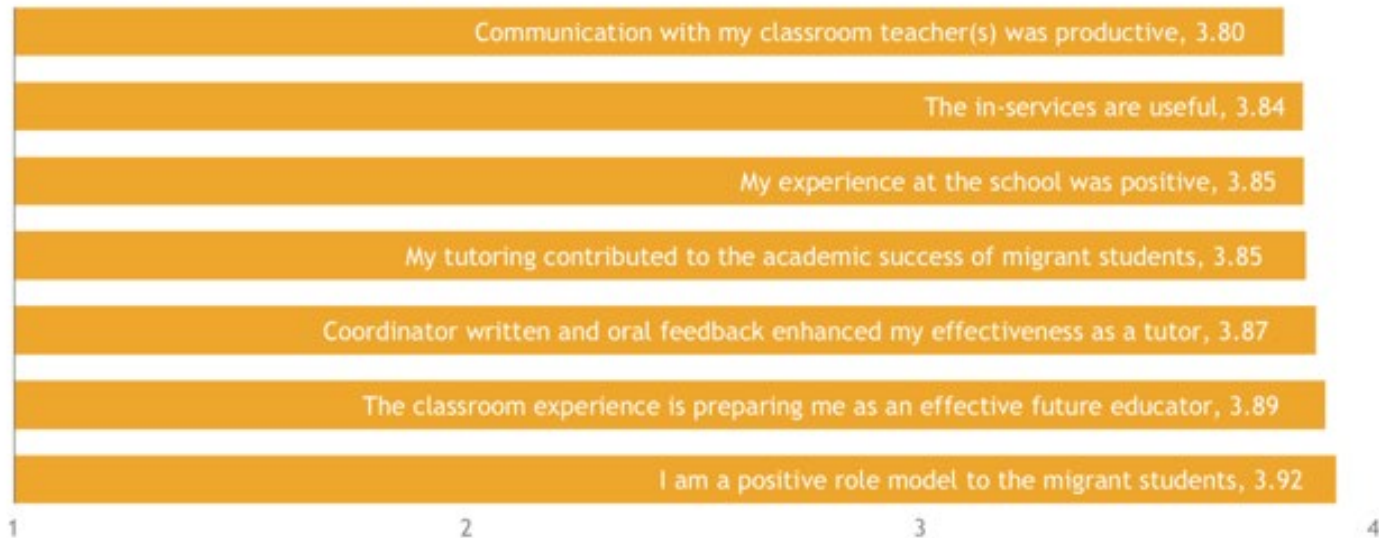 Communication with my classroom teacher(s) was productive, 3.80
The in-services are useful, 3.84
My experience at the school was positive, 3.85
My tutoring contributed to the academic success of migrant students, 3.85
Coordinator written and oral feedback enhanced my effectiveness as a tutor, 3.87
The classroom experience is preparing me as an effective future educator, 3.89
I am a positive role model to the migrant students, 3.92
1 2 3 4